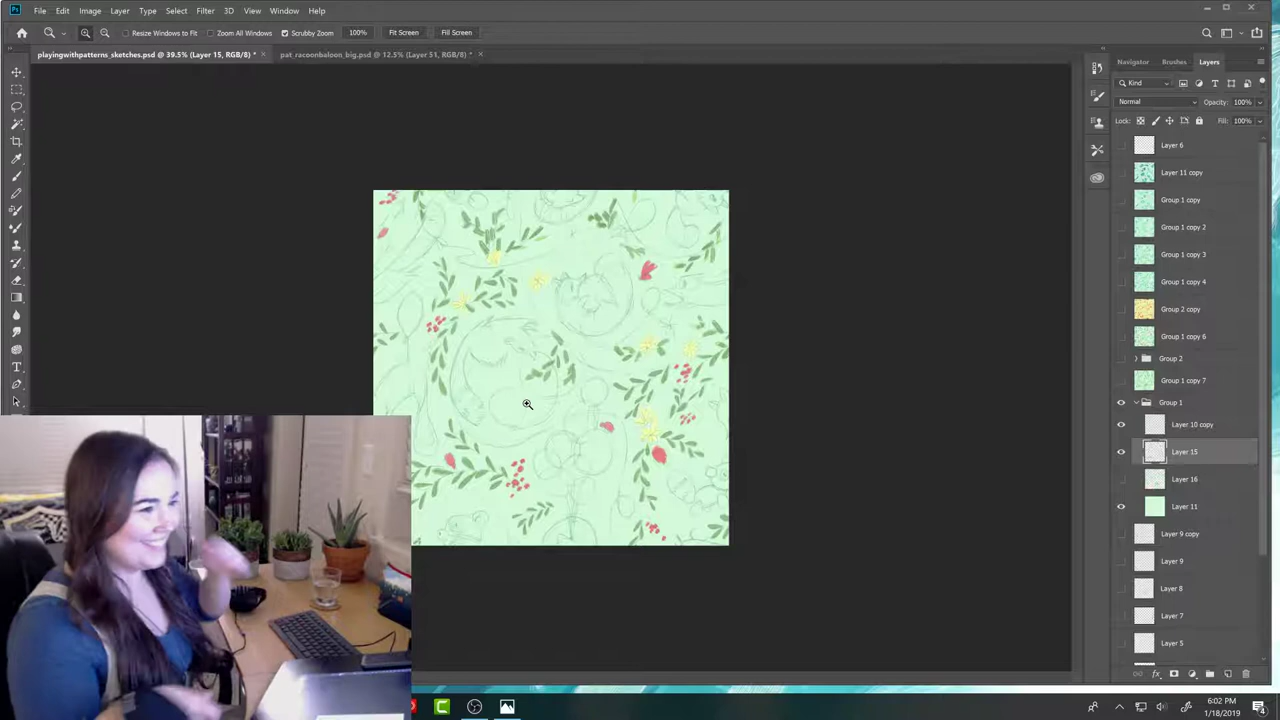 Ps File Edit Image Layer Type Select Filter 3D View Window Help
Resize Windows to Fit Zoom All Windows Scrubby Zoom 100% Fit Screen Fill Screen
playingwithpatterns_sketches.psd @ 39.5% (Layer 15, RGB/8) * × pat_racoonbaloon_big.psd @ 12.5% (Layer 51, RGB/8) * ×
Navigator Brushes Layers
Kind
Normal Opacity: 100%
Lock: Fill: 100%
Layer 6
Layer 11 copy
Group 1 copy
Group 1 copy 2
Group 1 copy 3
Group 1 copy 4
Group 2 copy
Group 1 copy 6
Group 2
Group 1 copy 7
Group 1
Layer 10 copy
Layer 15
Layer 16
Layer 11
Layer 9 copy
Layer 9
Layer 8
Layer 7
Layer 5
fx
6:02 PM
1/18/2019
4